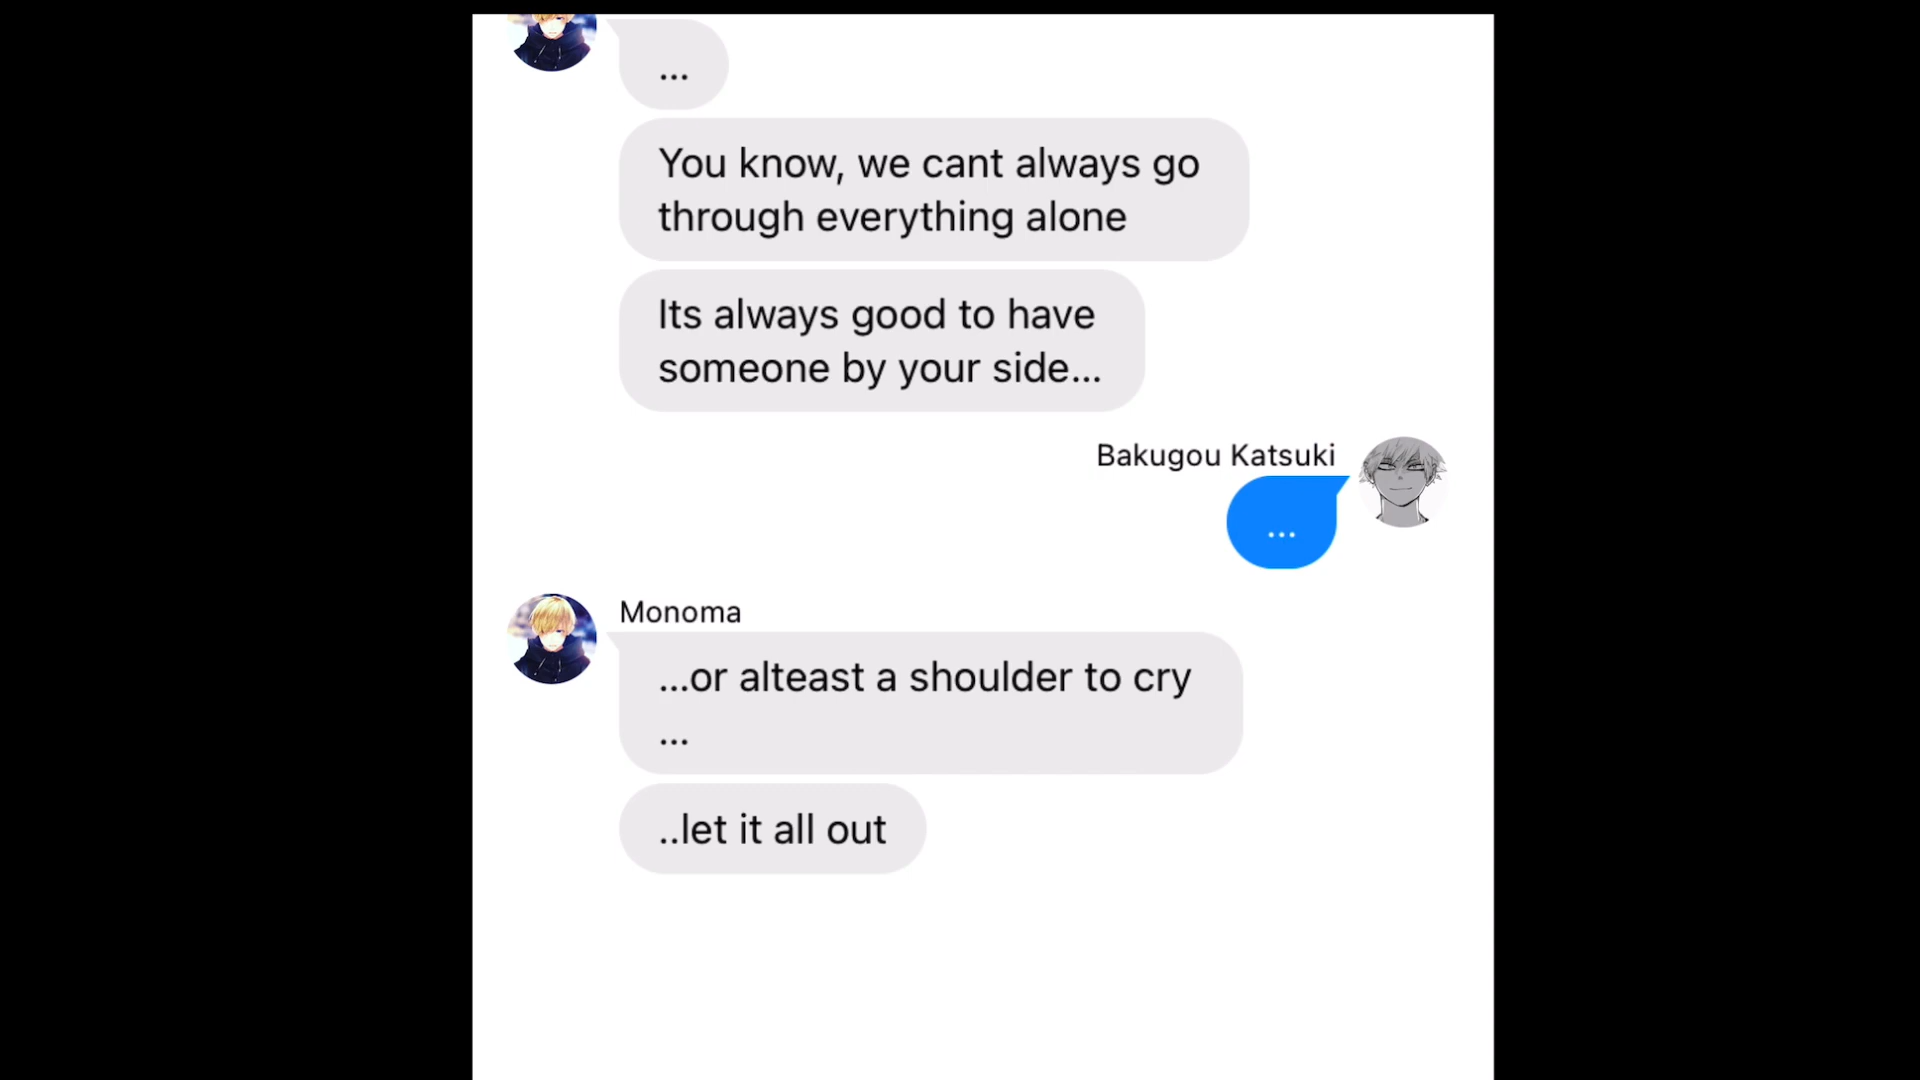 ...
You know, we cant always go
through everything alone
Its always good to have
someone by your side...
Bakugou Katsuki
...
Monoma
...or alteast a shoulder to cry
...
..let it all out